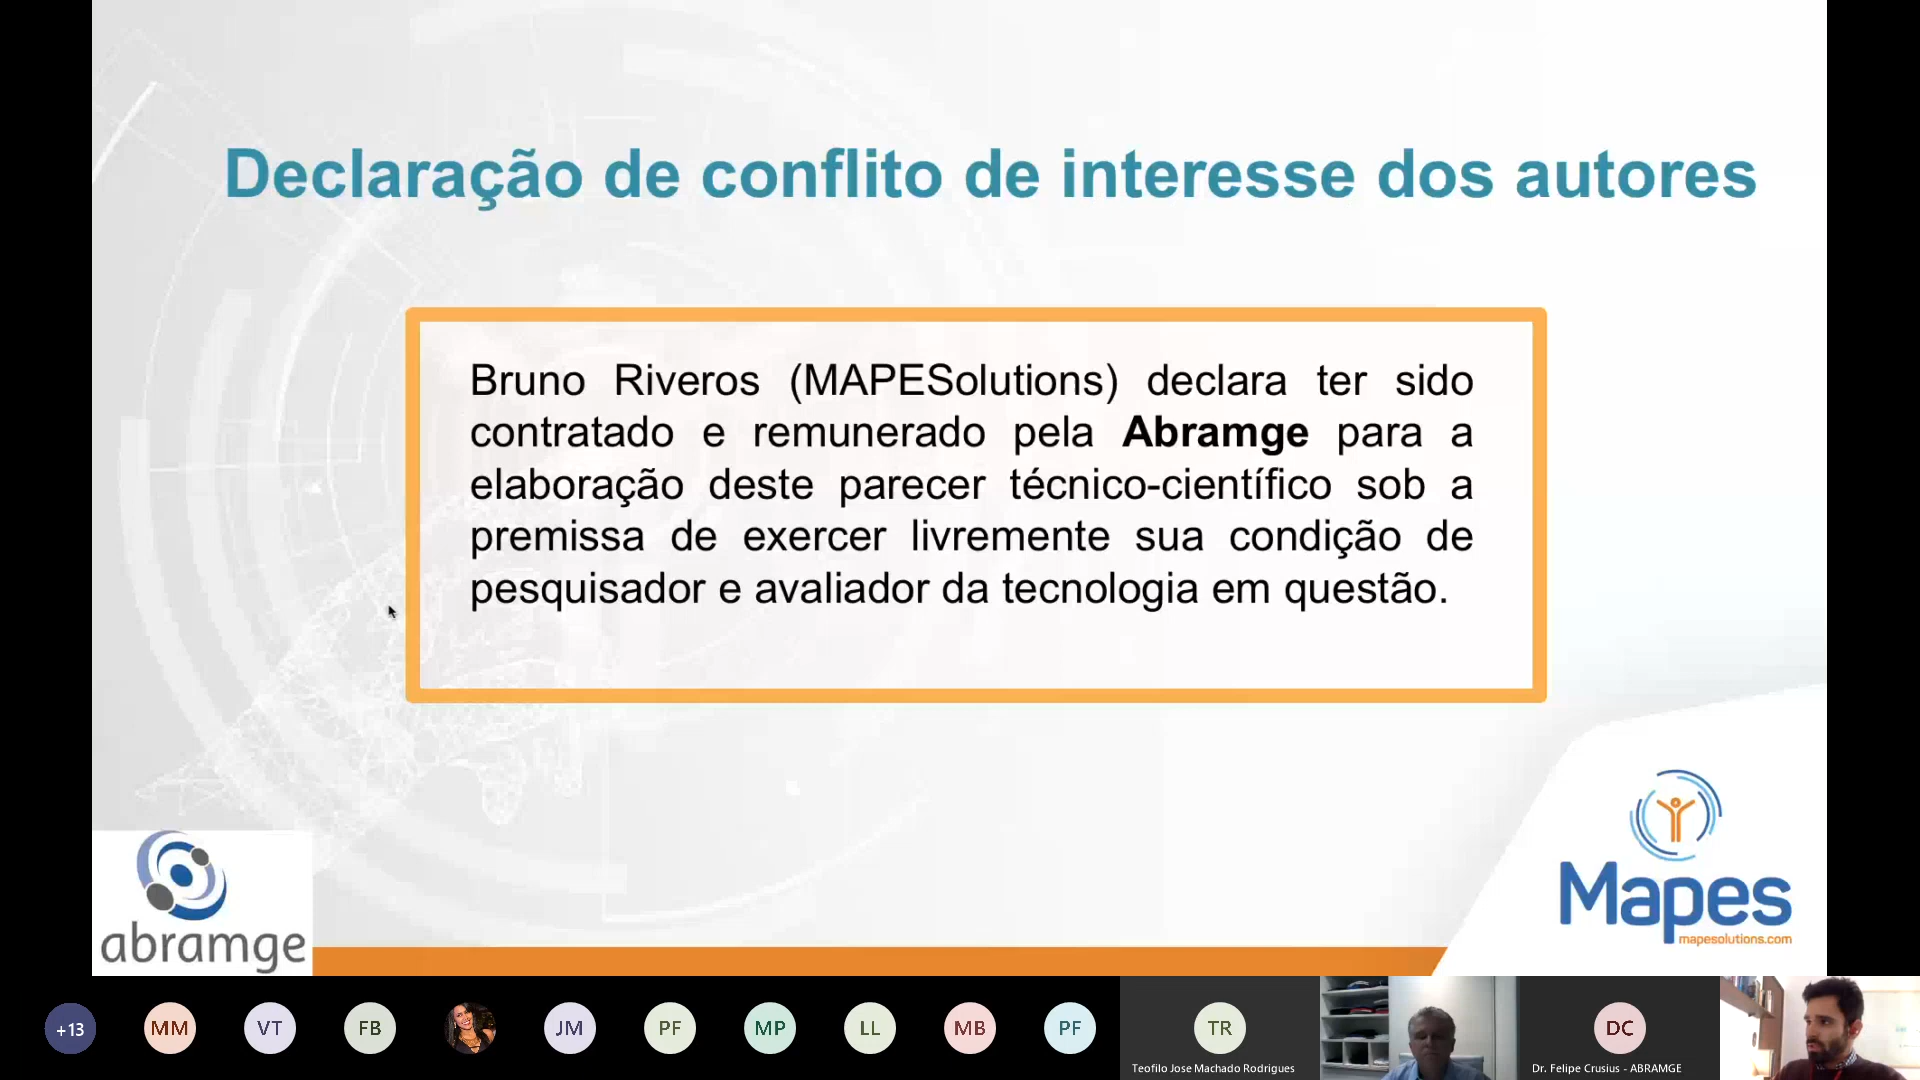 Declaração de conflito de interesse dos autores
Bruno Riveros (MAPESolutions) declara ter sido
contratado e remunerado pela Abramge para a
elaboração deste parecer técnico-científico sob a
premissa de exercer livremente sua condição de
pesquisador e avaliador da tecnologia em questão.
abramge
Mapes
mapesolutions.com
+13
MM
VT
FB
JM
PF
MP
LL
MB
PF
TR
DC
Teofilo Jose Machado Rodrigues
Dr. Felipe Crusius - ABRAMGE